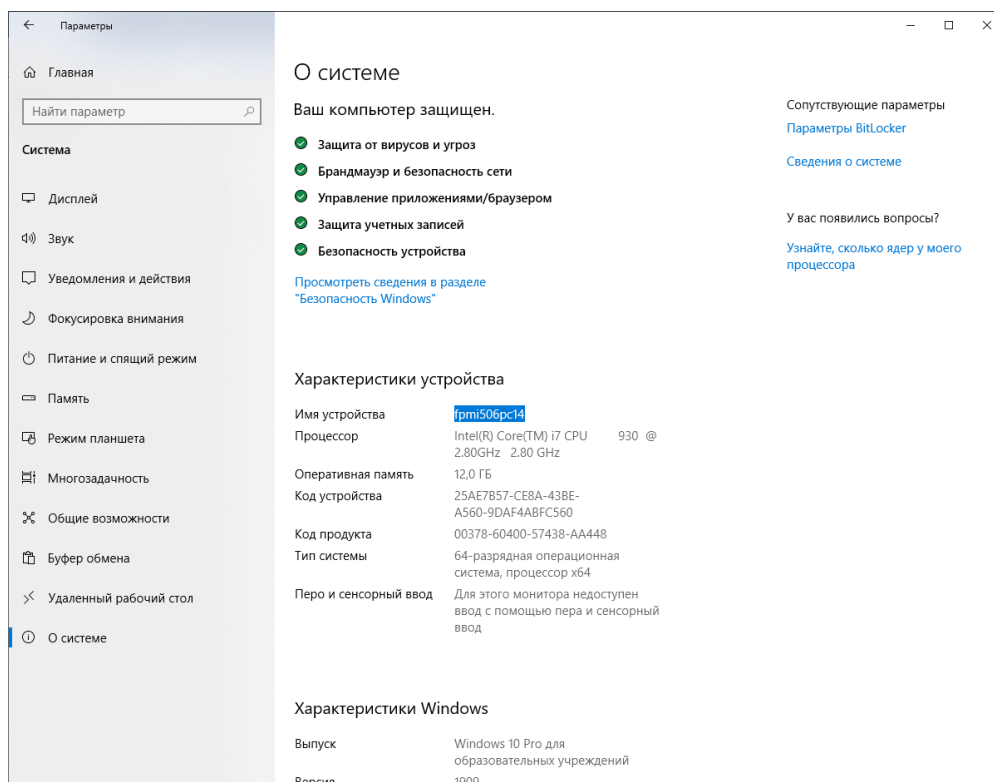 Параметры
Главная
Найти параметр
Система
Дисплей
Звук
Уведомления и действия
Фокусировка внимания
Питание и спящий режим
Память
Режим планшета
Многозадачность
Общие возможности
Буфер обмена
Удаленный рабочий стол
О системе
О системе
Ваш компьютер защищен.
Защита от вирусов и угроз
Брандмауэр и безопасность сети
Управление приложениями/браузером
Защита учетных записей
Безопасность устройства
Просмотреть сведения в разделе
"Безопасность Windows"
Характеристики устройства
Имя устройства fpmi506pc14
Процессор Intel(R) Core(TM) i7 CPU 930 @
2.80GHz 2.80 GHz
Оперативная память 12,0 ГБ
Код устройства 25AE7B57-CE8A-43BE-
A560-9DAF4ABFC560
Код продукта 00378-60400-57438-AA448
Тип системы 64-разрядная операционная
система, процессор x64
Перо и сенсорный ввод Для этого монитора недоступен
ввод с помощью пера и сенсорный
ввод
Характеристики Windows
Выпуск Windows 10 Pro для
образовательных учреждений
Версия 1909
Сопутствующие параметры
Параметры BitLocker
Сведения о системе
У вас появились вопросы?
Узнайте, сколько ядер у моего
процессора